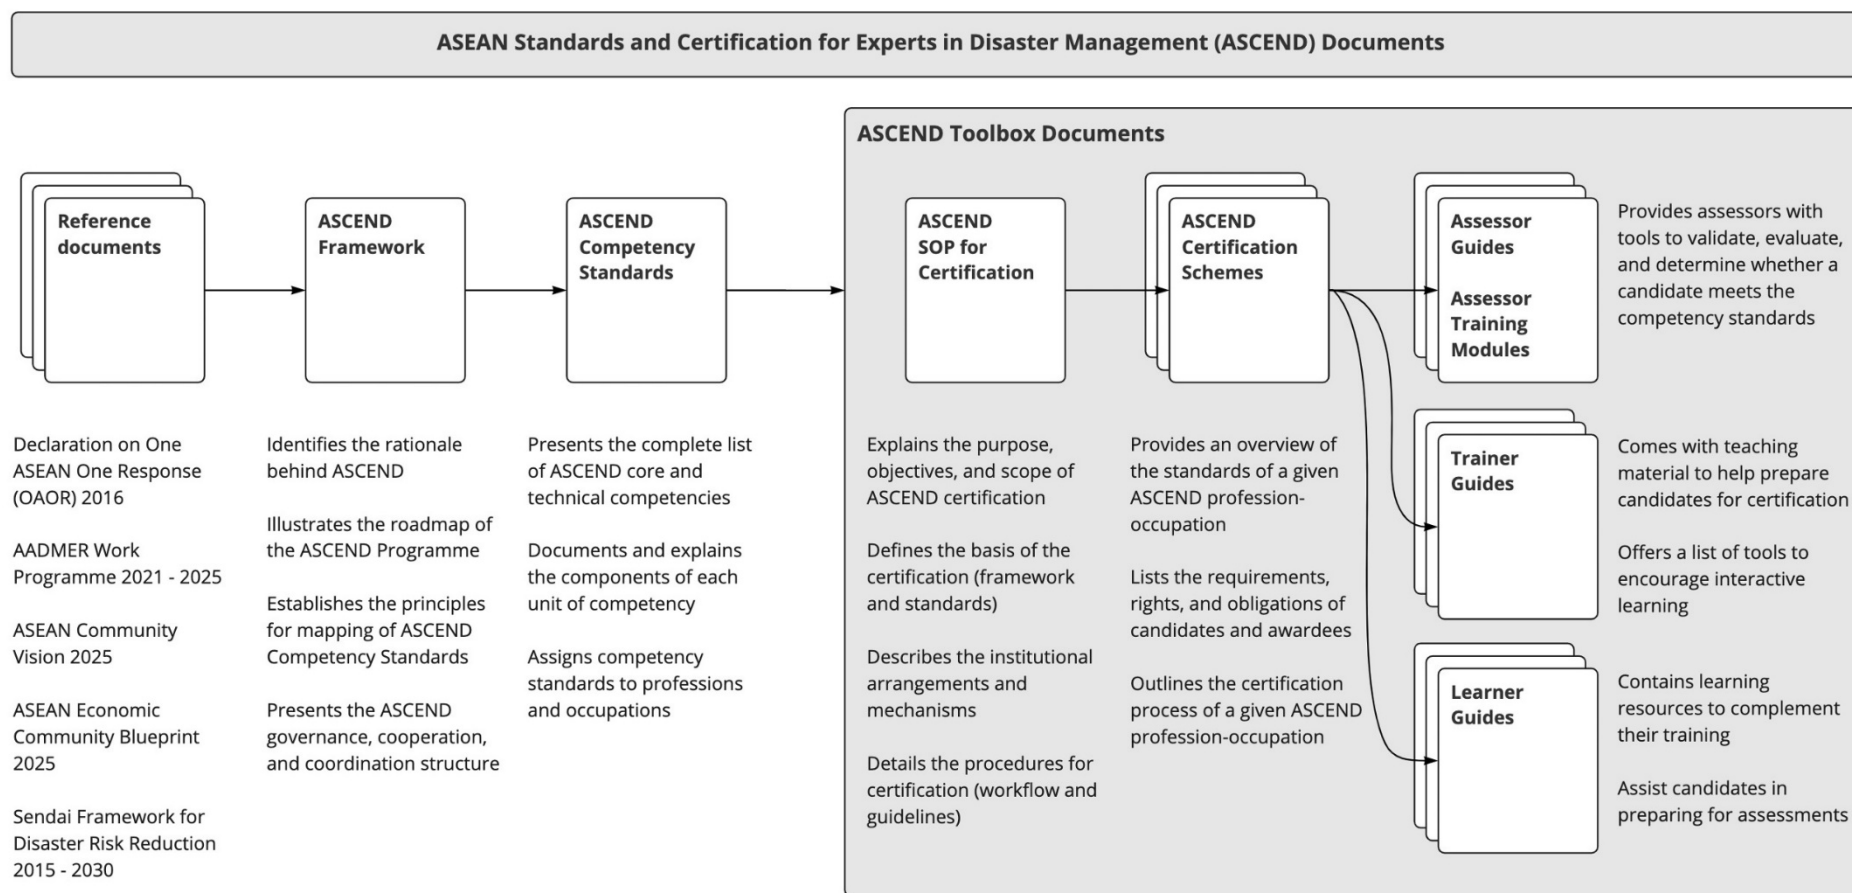 ASEAN Standards and Certification for Experts in Disaster Management (ASCEND) Documents
ASCEND Toolbox Documents
Reference
documents
ASCEND
Framework
ASCEND
Competency
Standards
ASCEND
SOP for
Certification
ASCEND
Certification
Schemes
Assessor
Guides
Assessor
Training
Modules
Provides assessors with
tools to validate, evaluate,
and determine whether a
candidate meets the
competency standards
Declaration on One
ASEAN One Response
(OAOR) 2016
AADMER Work
Programme 2021 - 2025
ASEAN Community
Vision 2025
ASEAN Economic
Community Blueprint
2025
Sendai Framework for
Disaster Risk Reduction
2015 - 2030
Identifies the rationale
behind ASCEND
Illustrates the roadmap of
the ASCEND Programme
Establishes the principles
for mapping of ASCEND
Competency Standards
Presents the ASCEND
governance, cooperation,
and coordination structure
Presents the complete list
of ASCEND core and
technical competencies
Documents and explains
the components of each
unit of competency
Assigns competency
standards to professions
and occupations
Explains the purpose,
objectives, and scope of
ASCEND certification
Defines the basis of the
certification (framework
and standards)
Describes the institutional
arrangements and
mechanisms
Details the procedures for
certification (workflow and
guidelines)
Provides an overview of
the standards of a given
ASCEND profession-
occupation
Lists the requirements,
rights, and obligations of
candidates and awardees
Outlines the certification
process of a given ASCEND
profession-occupation
Trainer
Guides
Comes with teaching
material to help prepare
candidates for certification
Offers a list of tools to
encourage interactive
learning
Learner
Guides
Contains learning
resources to complement
their training
Assist candidates in
preparing for assessments